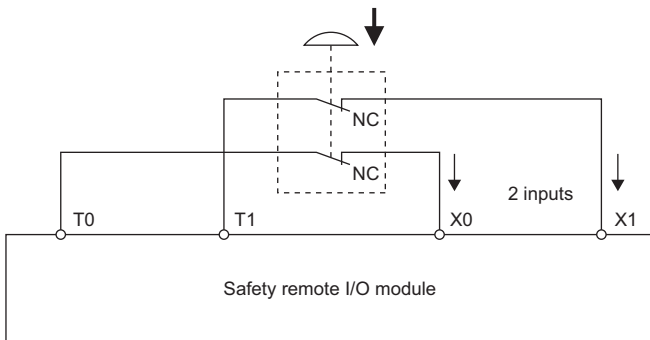 NC
NC
2 inputs
T0 T1 X0 X1
Safety remote I/O module